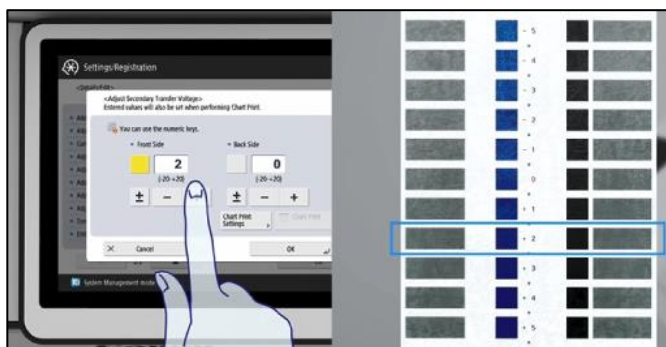 Settings/Registration
<Adjust Secondary Transfer Voltage>
Entered values will also be set when performing Chart Print.
You can use the numeric keys.
Front Side
Back Side
2
0
(-20-+20)
(-20-+20)
±
−
±
−
+
Chart Print
Settings
Chart Print
Cancel
OK
System Management mode
- 5
- 4
- 3
- 2
- 1
0
+ 1
+ 2
+ 3
+ 4
+ 5